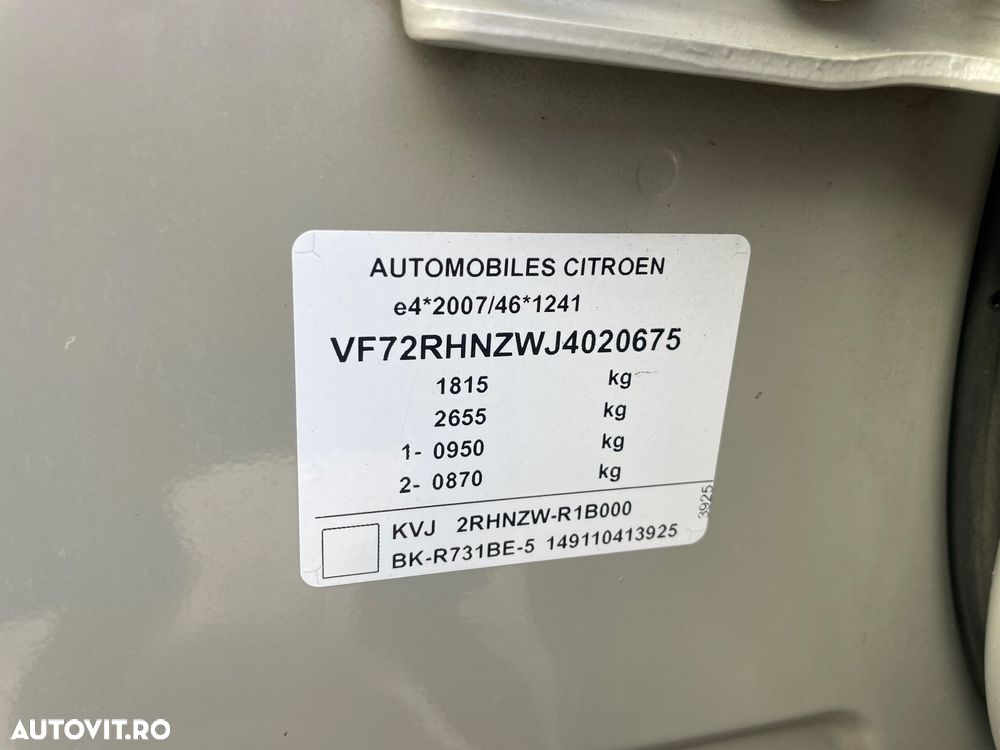 AUTOMOBILES CITROEN
e4*2007/46*1241
VF72RHNZWJ4020675
1815 kg
2655 kg
1- 0950 kg
2- 0870 kg
3925
KVJ 2RHNZW-R1B000
BK-R731BE-5 149110413925
AUTOVIT.RO